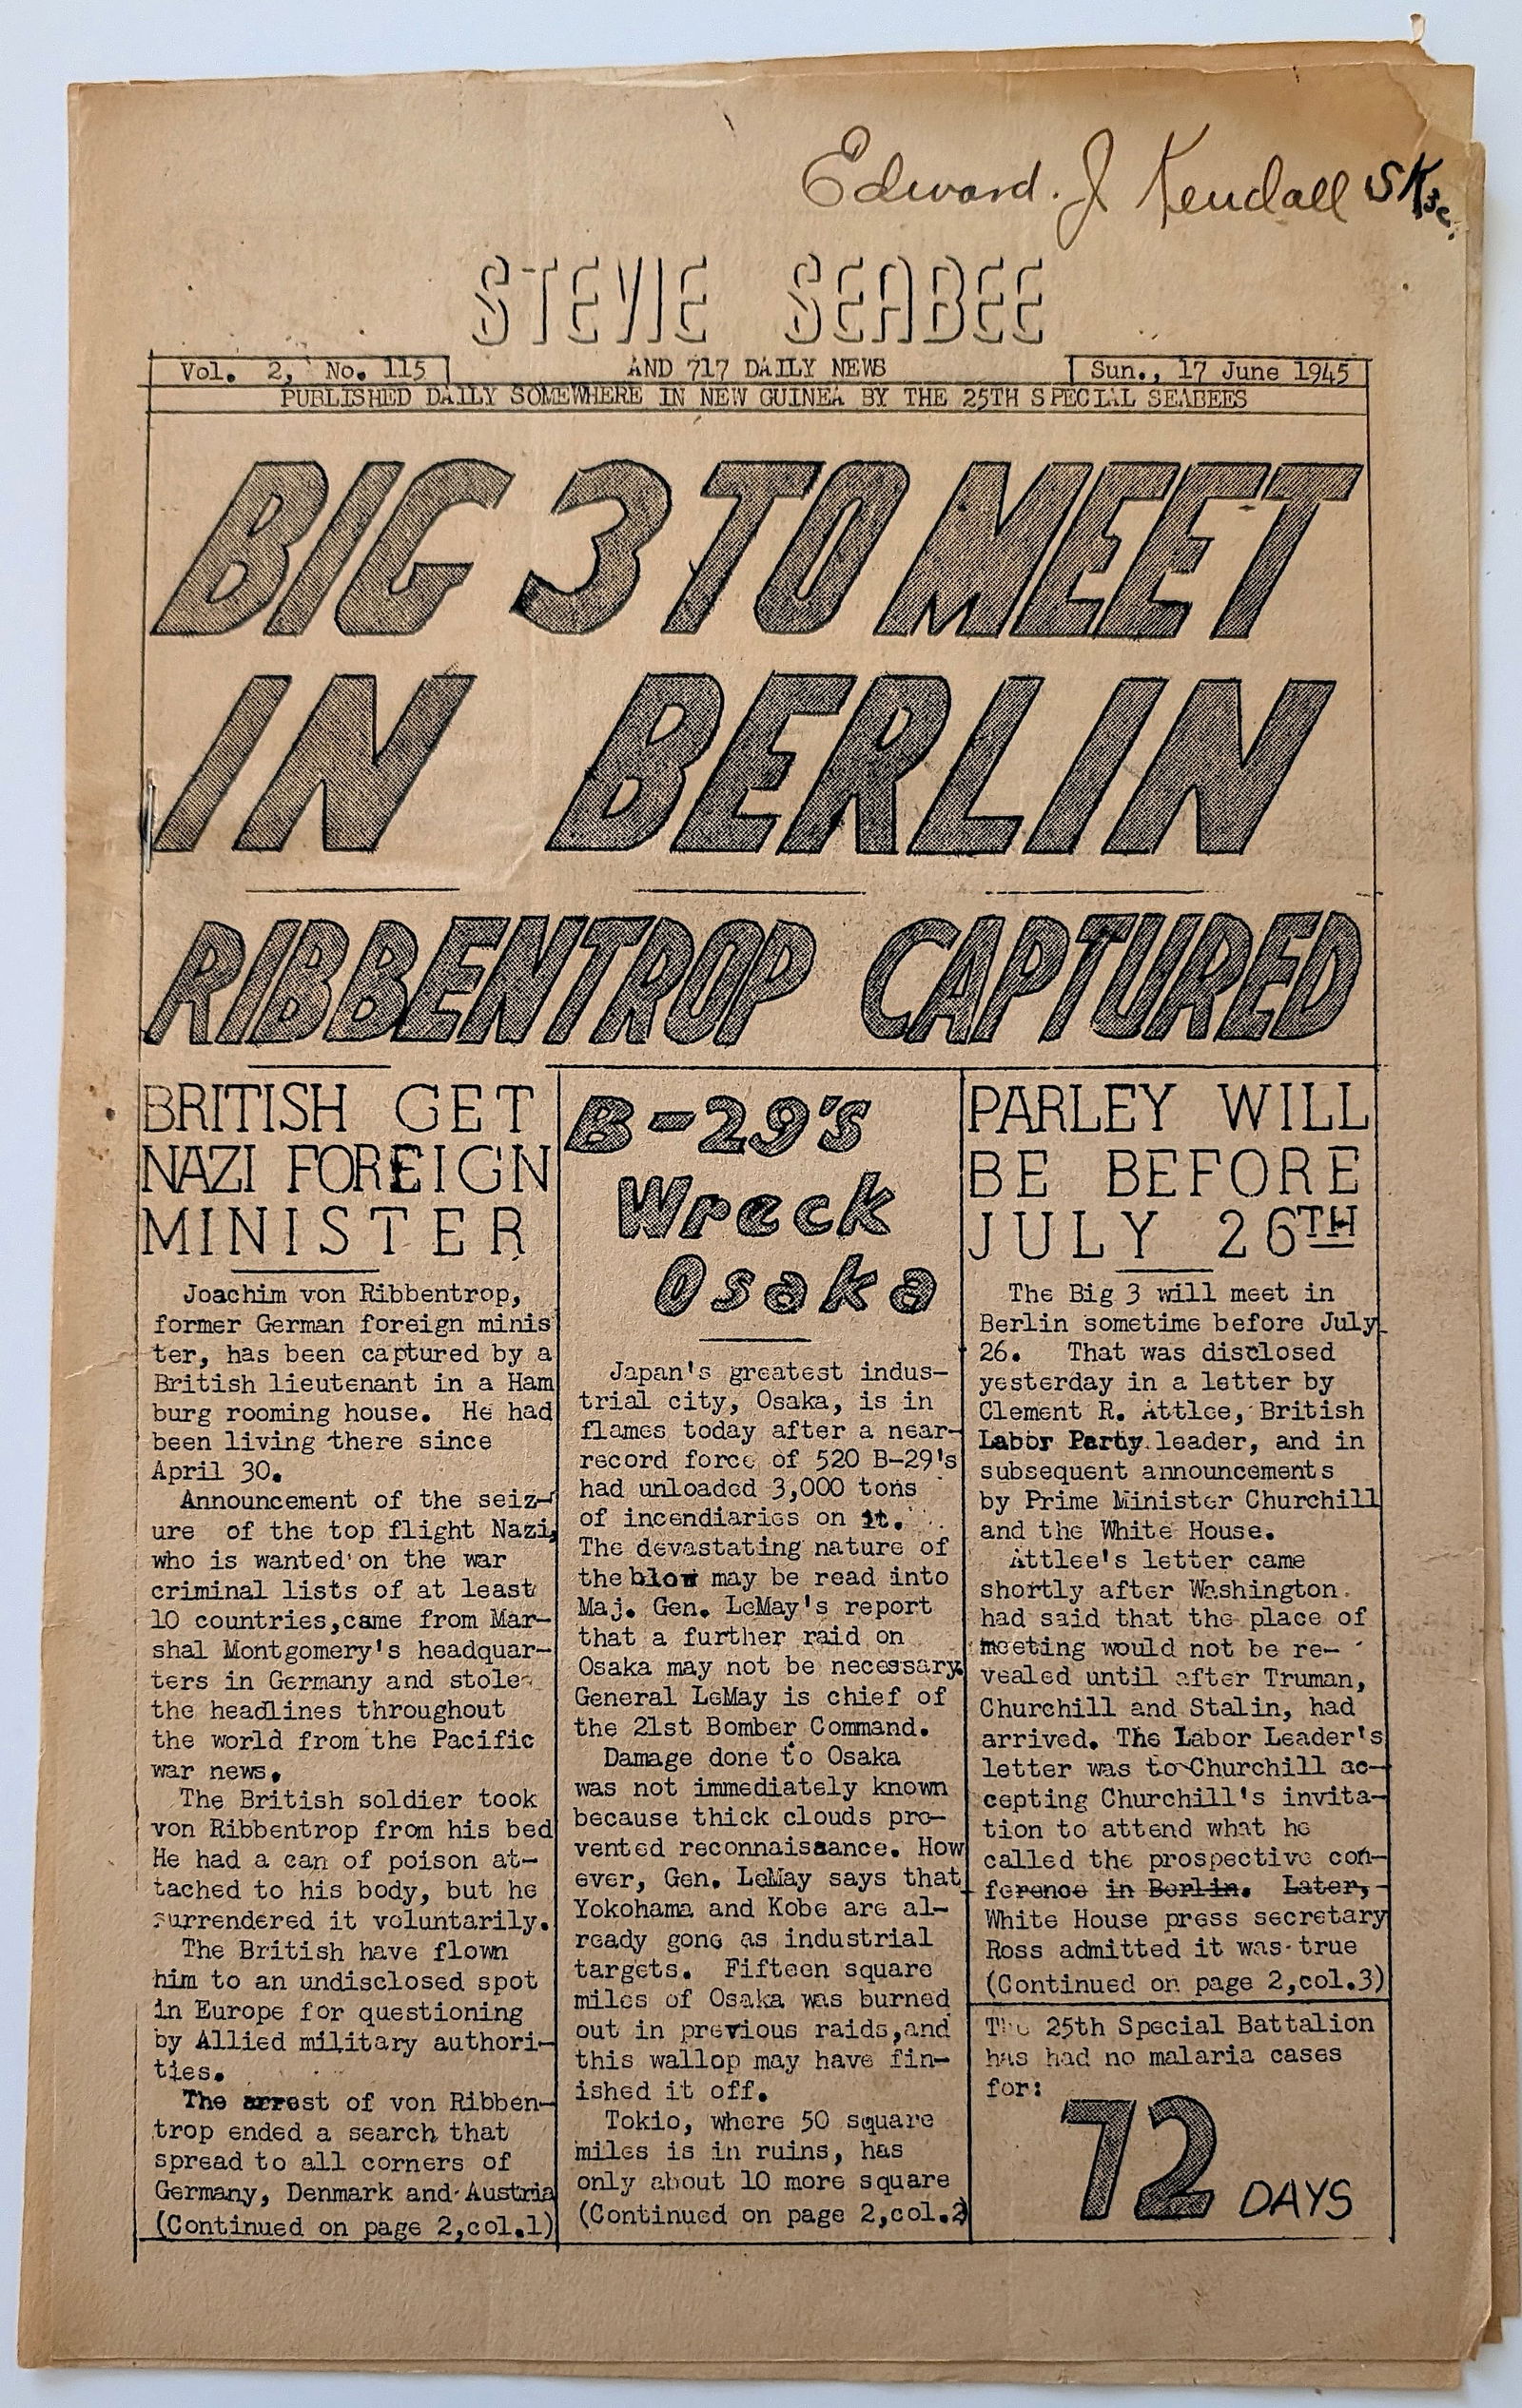 Edward. J Kendall SK3c.
STEVIE SEABEE
Vol. 2, No. 115
AND 717 DAILY NEWS
Sun., 17 June 1945
PUBLISHED DAILY SOMEWHERE IN NEW GUINEA BY THE 25TH SPECIAL SEABEES
BIG 3 TO MEET
IN BERLIN
RIBBENTROP CAPTURED
BRITISH GET
NAZI FOREIGN
MINISTER
Joachim von Ribbentrop,
former German foreign minis
ter, has been captured by a
British lieutenant in a Ham
burg rooming house. He had
been living there since
April 30.
Announcement of the seiz-
ure of the top flight Nazi,
who is wanted on the war
criminal lists of at least
10 countries,came from Mar-
shal Montgomery's headquar-
ters in Germany and stole
the headlines throughout
the world from the Pacific
war news.
The British soldier took
von Ribbentrop from his bed
He had a can of poison at-
tached to his body, but he
surrendered it voluntarily.
The British have flown
him to an undisclosed spot
in Europe for questioning
by Allied military authori-
ties.
The arrest of von Ribben-
trop ended a search that
spread to all corners of
Germany, Denmark and Austria
(Continued on page 2,col.1)
B-29's
Wreck
Osaka
Japan's greatest indus-
trial city, Osaka, is in
flames today after a near-
record force of 520 B-29's
had unloaded 3,000 tons
of incendiaries on it.
The devastating nature of
the blow may be read into
Maj. Gen. LeMay's report
that a further raid on
Osaka may not be necessary.
General LeMay is chief of
the 21st Bomber Command.
Damage done to Osaka
was not immediately known
because thick clouds pre-
vented reconnaissance. How
ever, Gen. LeMay says that
Yokohama and Kobe are al-
ready gone as industrial
targets. Fifteen square
miles of Osaka was burned
out in previous raids,and
this wallop may have fin-
ished it off.
Tokio, where 50 square
miles is in ruins, has
only about 10 more square
(Continued on page 2,col.2)
PARLEY WILL
BE BEFORE
JULY 26TH
The Big 3 will meet in
Berlin sometime before July
26. That was disclosed
yesterday in a letter by
Clement R. Attlee, British
Labor Party leader, and in
subsequent announcements
by Prime Minister Churchill
and the White House.
Attlee's letter came
shortly after Washington
had said that the place of
meeting would not be re-
vealed until after Truman,
Churchill and Stalin, had
arrived. The Labor Leader's
letter was to Churchill ac-
cepting Churchill's invita-
tion to attend what he
called the prospective con-
ference in Berlin. Later,
White House press secretary
Ross admitted it was true
(Continued on page 2,col.3)
The 25th Special Battalion
has had no malaria cases
for:
72 DAYS